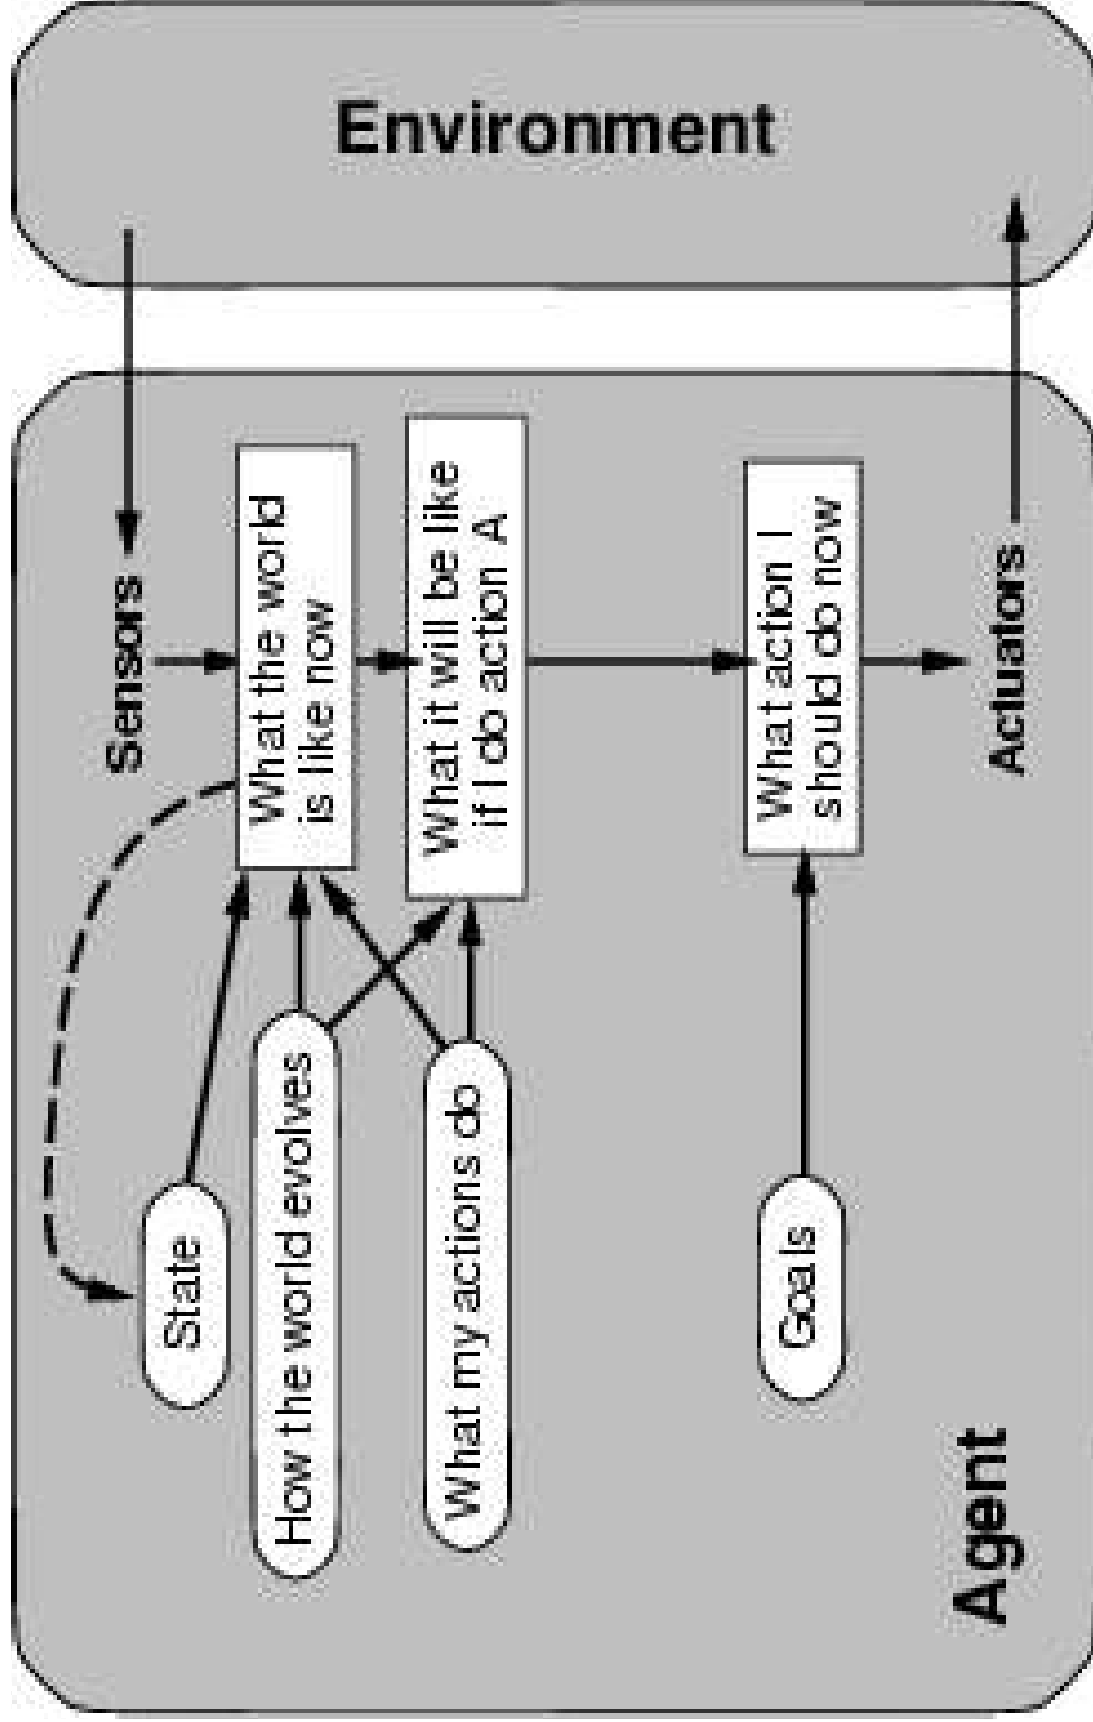 Sensors
State
What the world
is like now
How the world evolves
What it will be like
if I do action A
What my actions do
Goals
What action I
should do now
Agent
Actuators
Environment